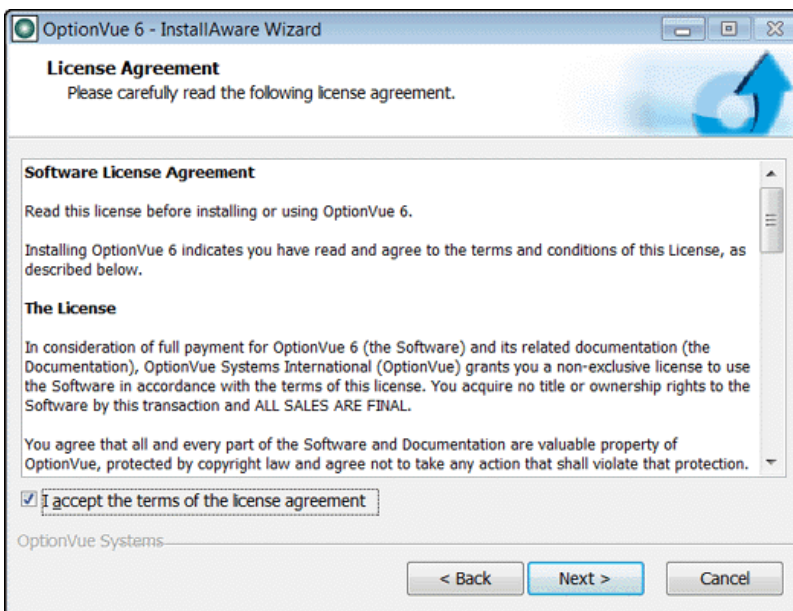 OptionVue 6 - InstallAware Wizard
License Agreement
Please carefully read the following license agreement.
Software License Agreement
Read this license before installing or using OptionVue 6.
Installing OptionVue 6 indicates you have read and agree to the terms and conditions of this License, as
described below.
The License
In consideration of full payment for OptionVue 6 (the Software) and its related documentation (the
Documentation), OptionVue Systems International (OptionVue) grants you a non-exclusive license to use
the Software in accordance with the terms of this license. You acquire no title or ownership rights to the
Software by this transaction and ALL SALES ARE FINAL.
You agree that all and every part of the Software and Documentation are valuable property of
OptionVue, protected by copyright law and agree not to take any action that shall violate that protection.
I accept the terms of the license agreement
OptionVue Systems
< Back
Next >
Cancel